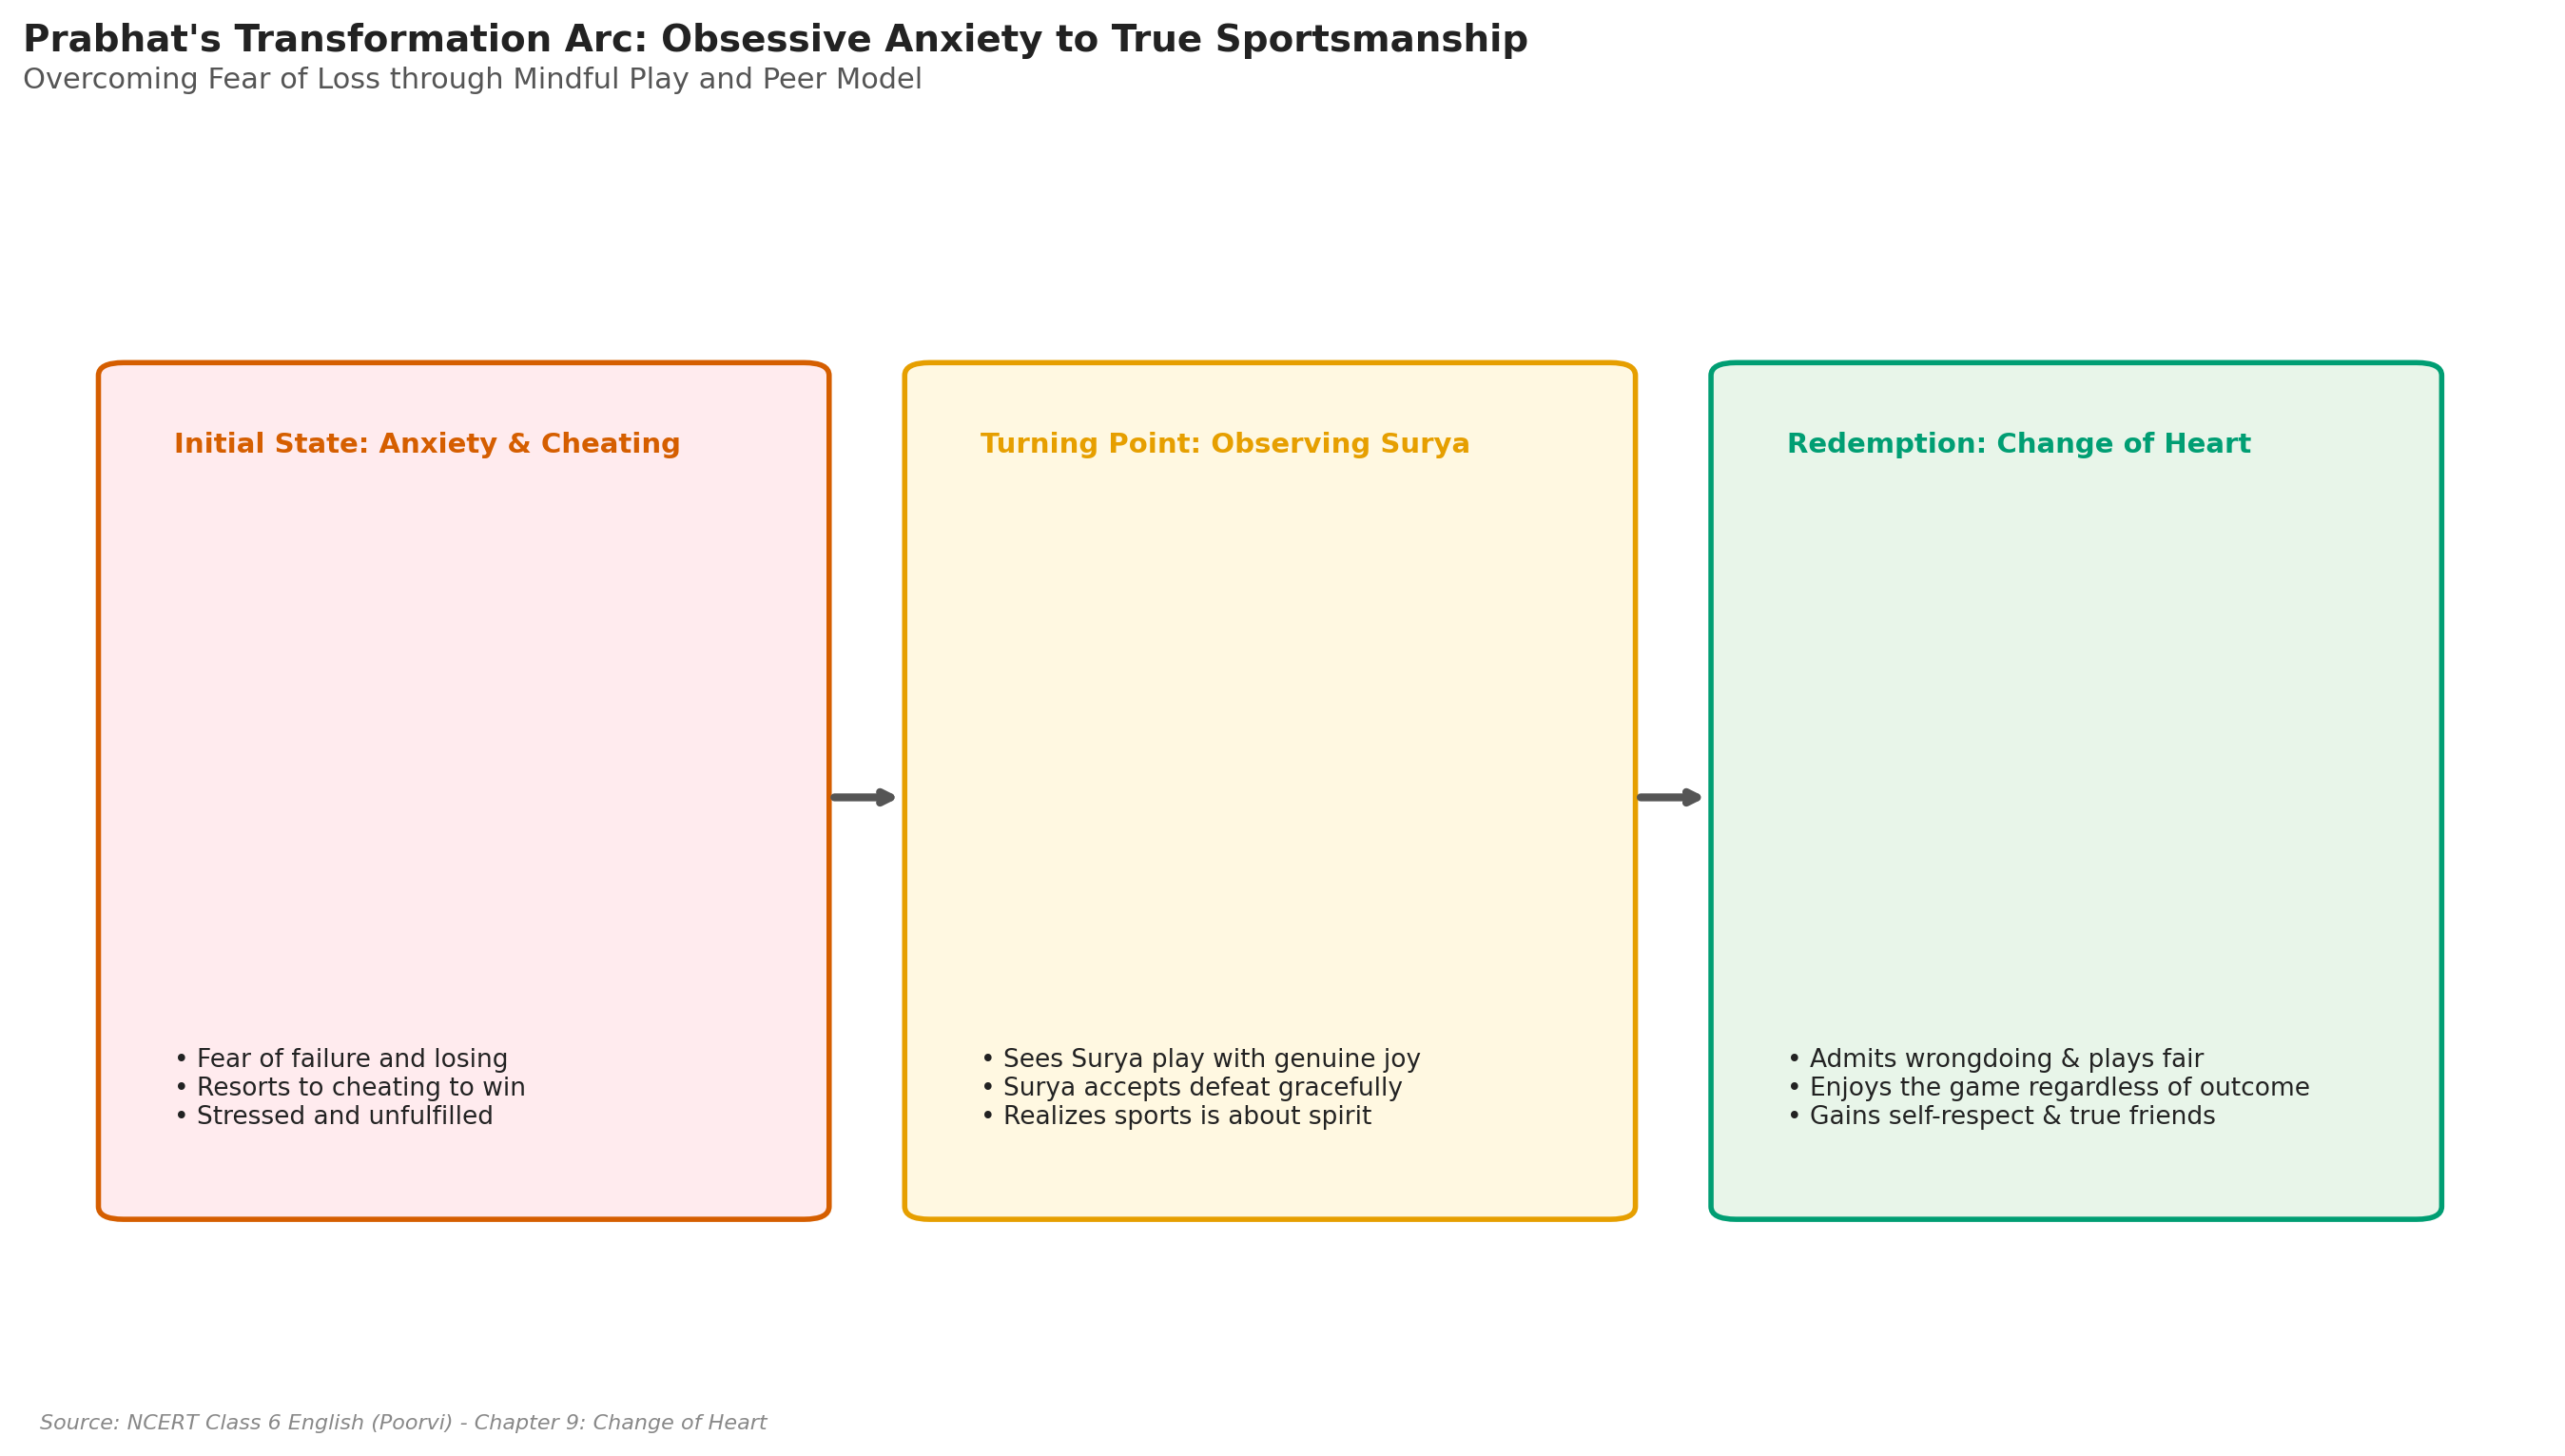 Prabhat's Transformation Arc: Obsessive Anxiety to True Sportsmanship
Overcoming Fear of Loss through Mindful Play and Peer Model
Initial State: Anxiety & Cheating
• Fear of failure and losing
• Resorts to cheating to win
• Stressed and unfulfilled
Turning Point: Observing Surya
• Sees Surya play with genuine joy
• Surya accepts defeat gracefully
• Realizes sports is about spirit
Redemption: Change of Heart
• Admits wrongdoing & plays fair
• Enjoys the game regardless of outcome
• Gains self-respect & true friends
Source: NCERT Class 6 English (Poorvi) - Chapter 9: Change of Heart